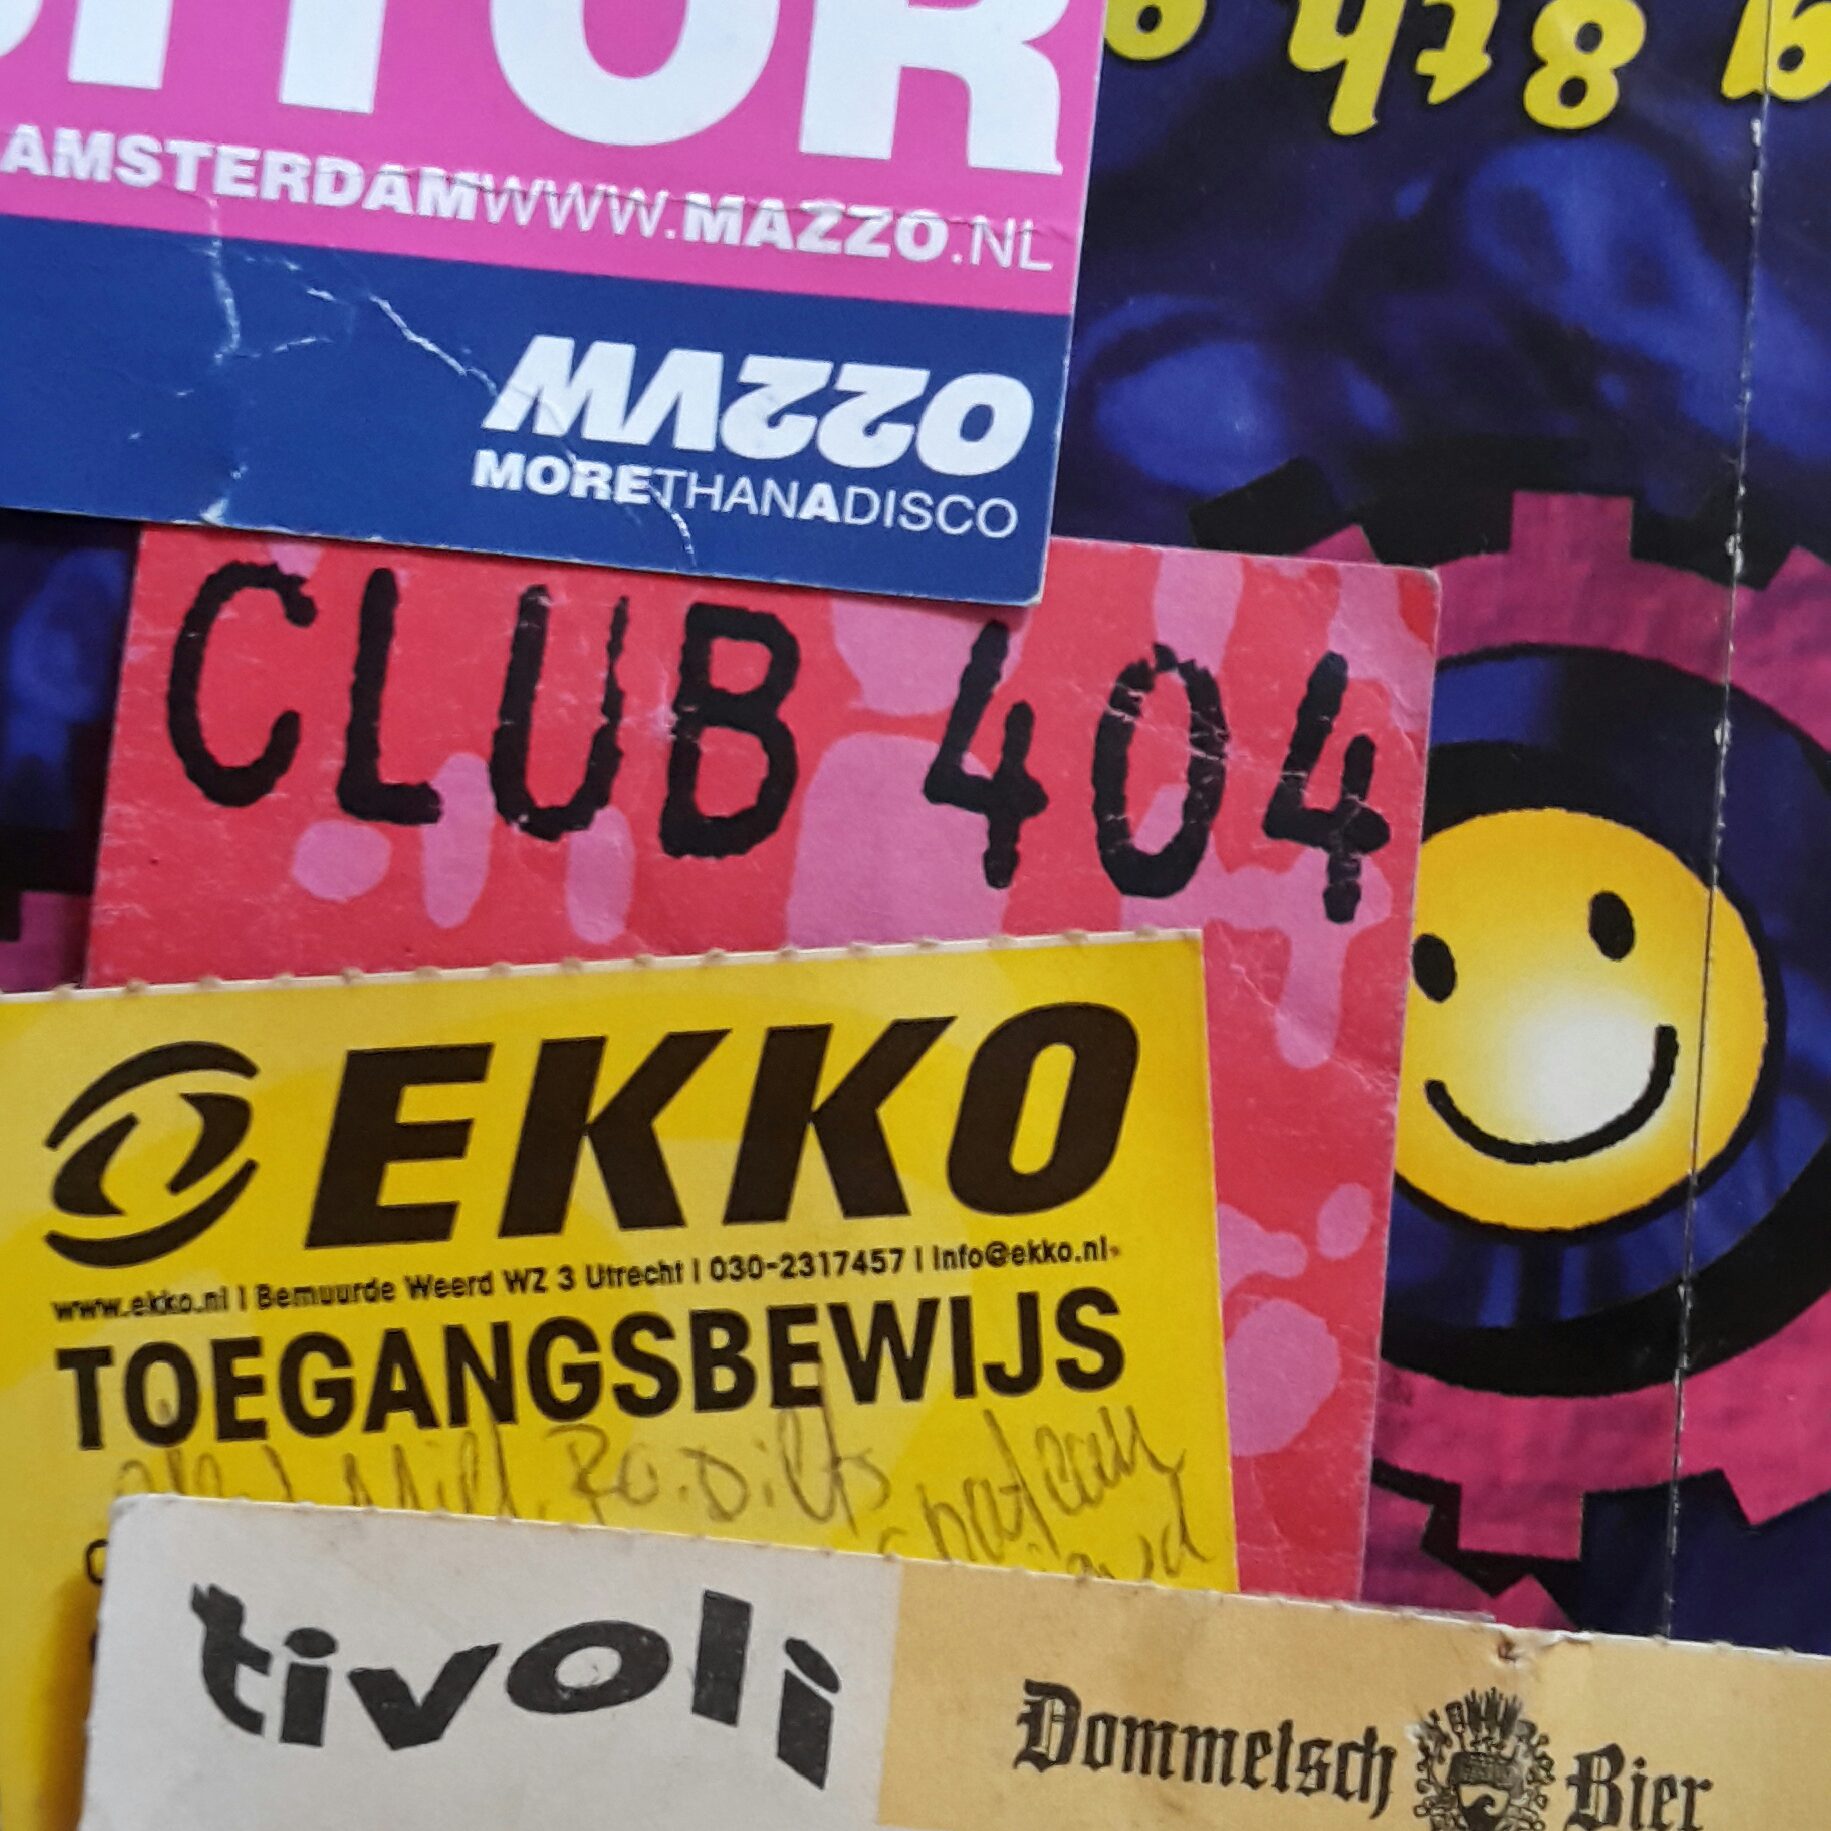 AMSTERDAMWWW.MAZZO.NL
MAZZO
MORETHANADISCO
8th
CLUB 404
EKKO
www.ekko.nl | Bemuurde Weerd WZ 3 Utrecht | 030-2317457 | info@ekko.nl
TOEGANGSBEWIJS
tivoli
Dommelsch Bier